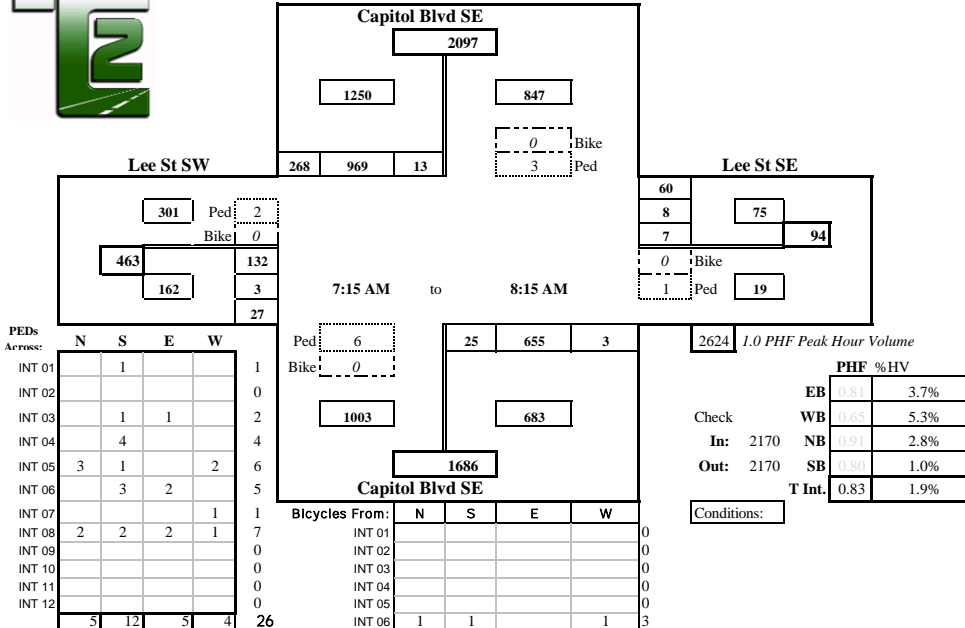 Capitol Blvd SE
2097
1250 847
0 Bike
Lee St SW 268 969 13 3 Ped Lee St SE
60
301 Ped 2 8 75
Bike 0 7 94
463 132 0 Bike
162 3 7:15 AM to 8:15 AM 1 Ped 19
27
PEDs
Across: N S E W Ped 6 25 655 3 2624 1.0 PHF Peak Hour Volume
INT 01 1 1 Bike 0 PHF %HV
INT 02 0 EB 0.81 3.7%
INT 03 1 1 2 1003 683 Check WB 0.65 5.3%
INT 04 4 4 In: 2170 NB 0.91 2.8%
INT 05 3 1 2 6 1686 Out: 2170 SB 0.80 1.0%
INT 06 3 2 5 Capitol Blvd SE T Int. 0.83 1.9%
INT 07 1 1 Bicycles From: N S E W Conditions:
INT 08 2 2 2 1 7 INT 01 0
INT 09 0 INT 02 0
INT 10 0 INT 03 0
INT 11 0 INT 04 0
INT 12 0 INT 05 0
5 12 5 4 26 INT 06 1 1 1 3